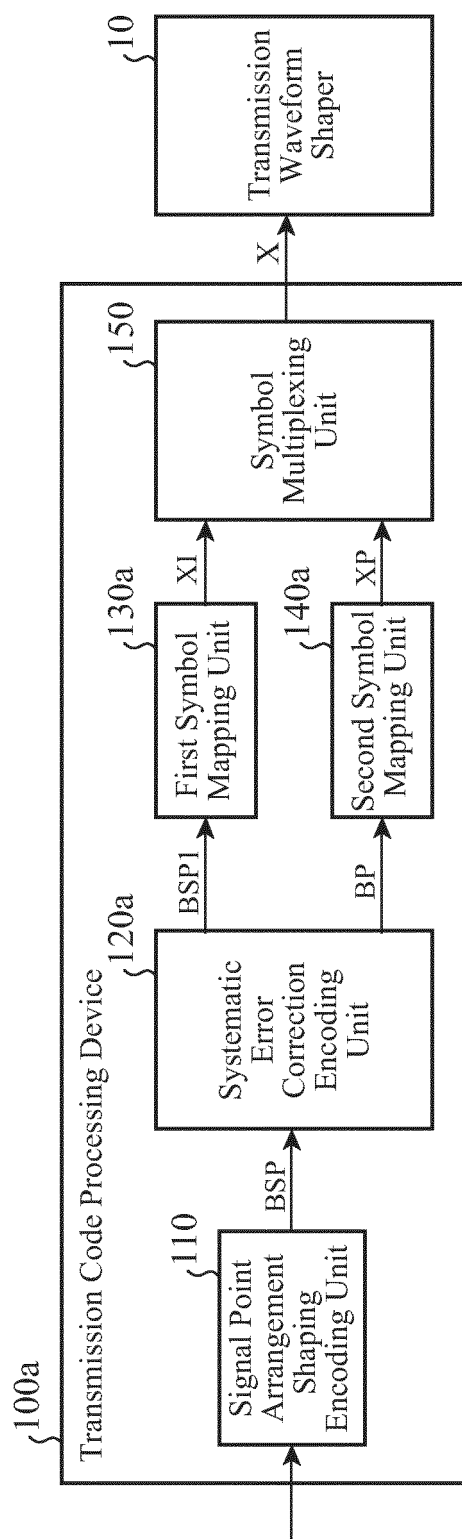 100a
Transmission Code Processing Device
110
Signal Point
Arrangement
Shaping
Encoding Unit
BSP
120a
Systematic
Error
Correction
Encoding
Unit
BSP1
BP
130a
First Symbol
Mapping Unit
XI
140a
Second Symbol
Mapping Unit
XP
150
Symbol
Multiplexing
Unit
X
10
Transmission
Waveform
Shaper